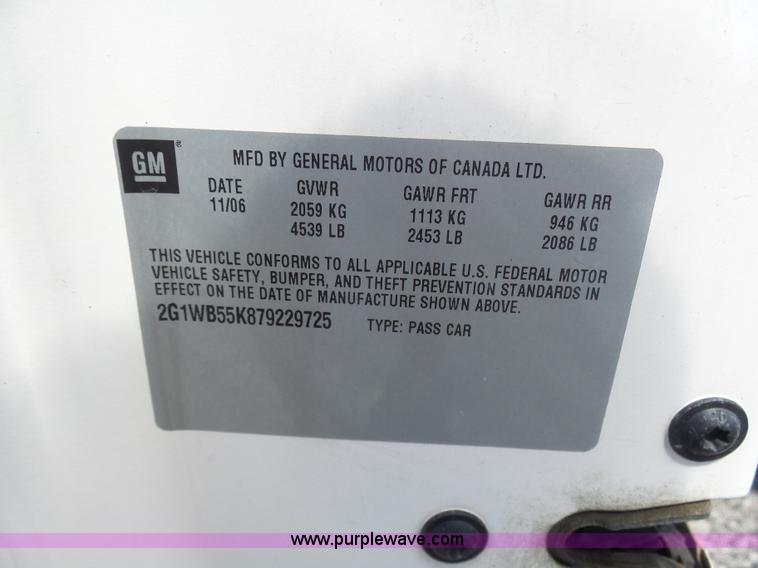 GM ®
MFD BY GENERAL MOTORS OF CANADA LTD.
DATE GVWR GAWR FRT GAWR RR
11/06 2059 KG 1113 KG 946 KG
4539 LB 2453 LB 2086 LB
THIS VEHICLE CONFORMS TO ALL APPLICABLE U.S. FEDERAL MOTOR
VEHICLE SAFETY, BUMPER, AND THEFT PREVENTION STANDARDS IN
EFFECT ON THE DATE OF MANUFACTURE SHOWN ABOVE.
2G1WB55K879229725 TYPE: PASS CAR
www.purplewave.com